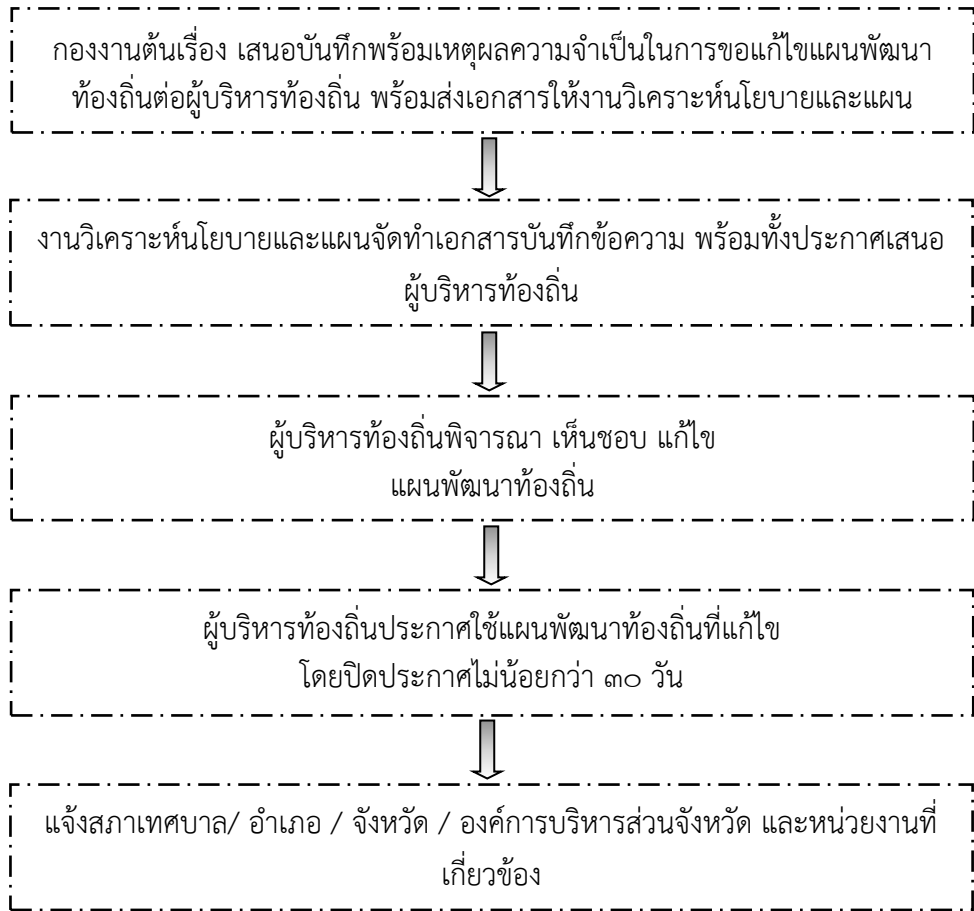 กองงานต้นเรื่อง เสนอบันทึกพร้อมเหตุผลความจำเป็นในการขอแก้ไขแผนพัฒนา
ท้องถิ่นต่อผู้บริหารท้องถิ่น พร้อมส่งเอกสารให้งานวิเคราะห์นโยบายและแผน
งานวิเคราะห์นโยบายและแผนจัดทำเอกสารบันทึกข้อความ พร้อมทั้งประกาศเสนอ
ผู้บริหารท้องถิ่น
ผู้บริหารท้องถิ่นพิจารณา เห็นชอบ แก้ไข
แผนพัฒนาท้องถิ่น
ผู้บริหารท้องถิ่นประกาศใช้แผนพัฒนาท้องถิ่นที่แก้ไข
โดยปิดประกาศไม่น้อยกว่า ๓๐ วัน
แจ้งสภาเทศบาล/ อำเภอ / จังหวัด / องค์การบริหารส่วนจังหวัด และหน่วยงานที่
เกี่ยวข้อง